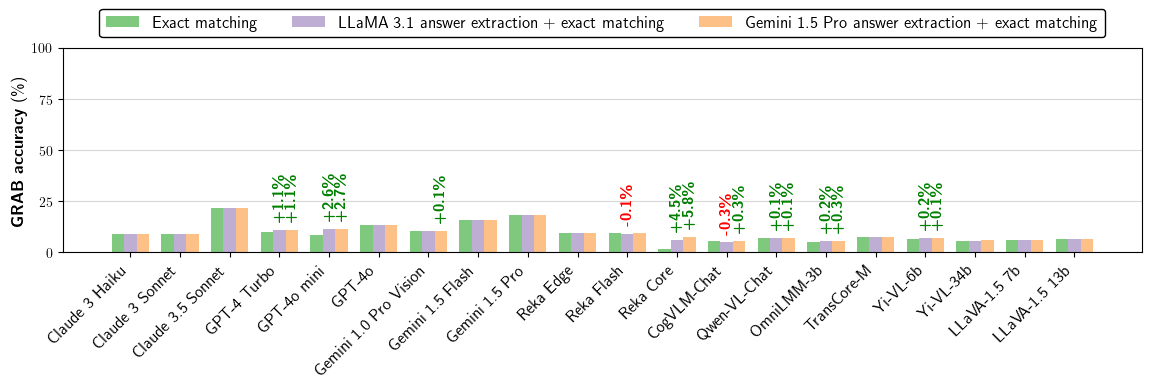 Exact matching
LLaMA 3.1 answer extraction + exact matching
Gemini 1.5 Pro answer extraction + exact matching
GRAB accuracy (%)
100
75
50
25
0
+1.1%
+1.1%
+2.6%
+2.7%
+0.1%
-0.1%
+4.5%
+5.8%
-0.3%
+0.3%
+0.1%
+0.1%
+0.2%
+0.3%
+0.2%
+0.1%
Claude 3 Haiku
Claude 3 Sonnet
Claude 3.5 Sonnet
GPT-4 Turbo
GPT-4o mini
GPT-4o
Gemini 1.0 Pro Vision
Gemini 1.5 Flash
Gemini 1.5 Pro
Reka Edge
Reka Flash
Reka Core
CogVLM-Chat
Qwen-VL-Chat
OmniLMM-3b
TransCore-M
Yi-VL-6b
Yi-VL-34b
LLaVA-1.5 7b
LLaVA-1.5 13b